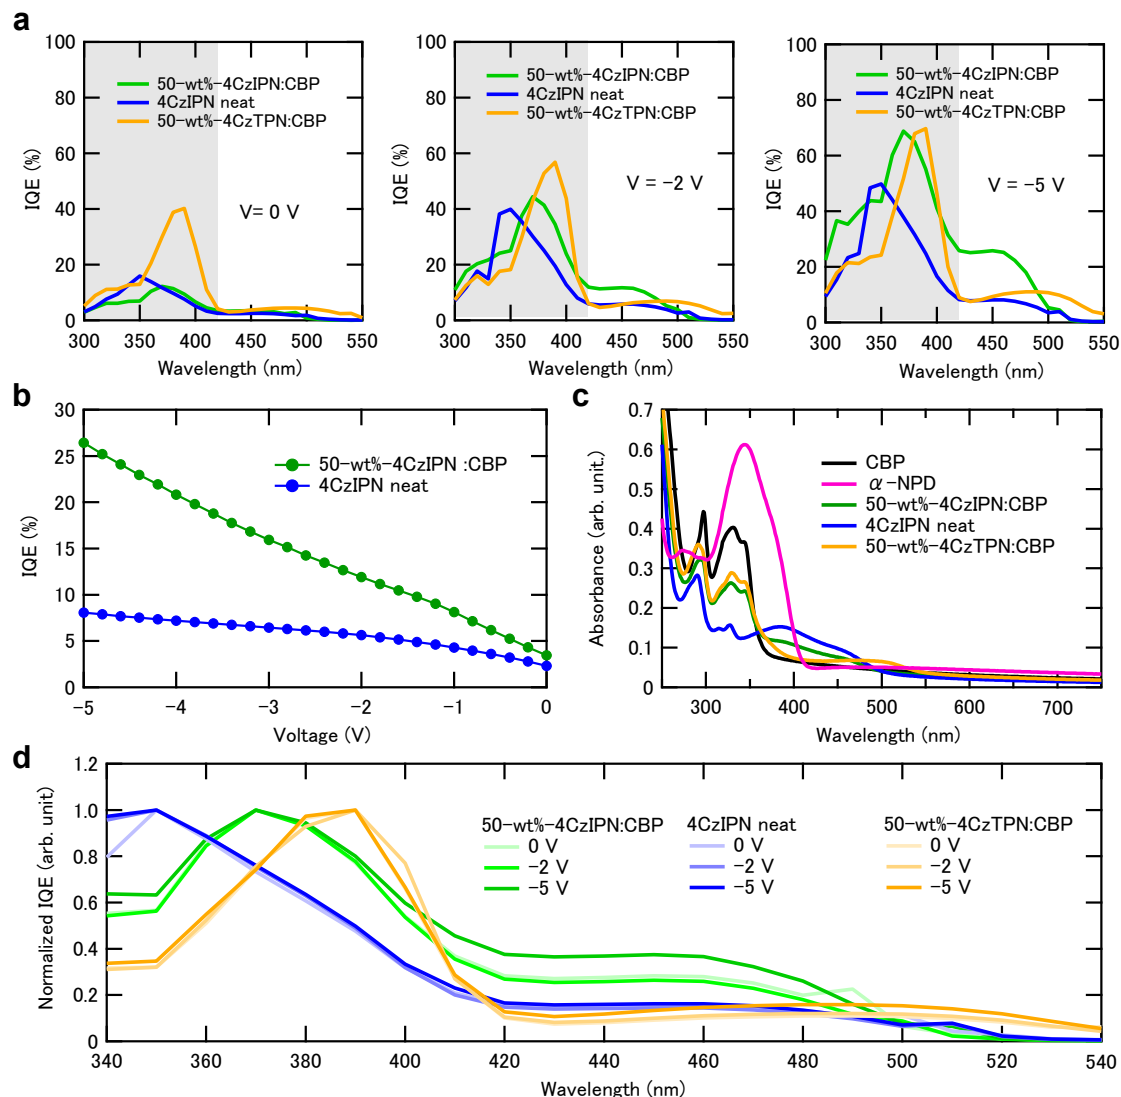 a
100
80
60
40
20
0
IQE (%)
50-wt%-4CzIPN:CBP
4CzIPN neat
50-wt%-4CzTPN:CBP
V= 0 V
300 350 400 450 500 550
Wavelength (nm)
100
80
60
40
20
0
IQE (%)
50-wt%-4CzIPN:CBP
4CzIPN neat
50-wt%-4CzTPN:CBP
V = -2 V
300 350 400 450 500 550
Wavelength (nm)
100
80
60
40
20
0
IQE (%)
50-wt%-4CzIPN:CBP
4CzIPN neat
50-wt%-4CzTPN:CBP
V = -5 V
300 350 400 450 500 550
Wavelength (nm)
b
30
25
20
15
10
5
0
IQE (%)
50-wt%-4CzIPN :CBP
4CzIPN neat
-5 -4 -3 -2 -1 0
Voltage (V)
c
0.7
0.6
0.5
0.4
0.3
0.2
0.1
0
Absorbance (arb. unit.)
CBP
α-NPD
50-wt%-4CzIPN:CBP
4CzIPN neat
50-wt%-4CzTPN:CBP
300 400 500 600 700
Wavelength (nm)
d
1.2
1.0
0.8
0.6
0.4
0.2
0
Normalized IQE (arb. unit)
50-wt%-4CzIPN:CBP
0 V
-2 V
-5 V
4CzIPN neat
0 V
-2 V
-5 V
50-wt%-4CzTPN:CBP
0 V
-2 V
-5 V
340 360 380 400 420 440 460 480 500 520 540
Wavelength (nm)